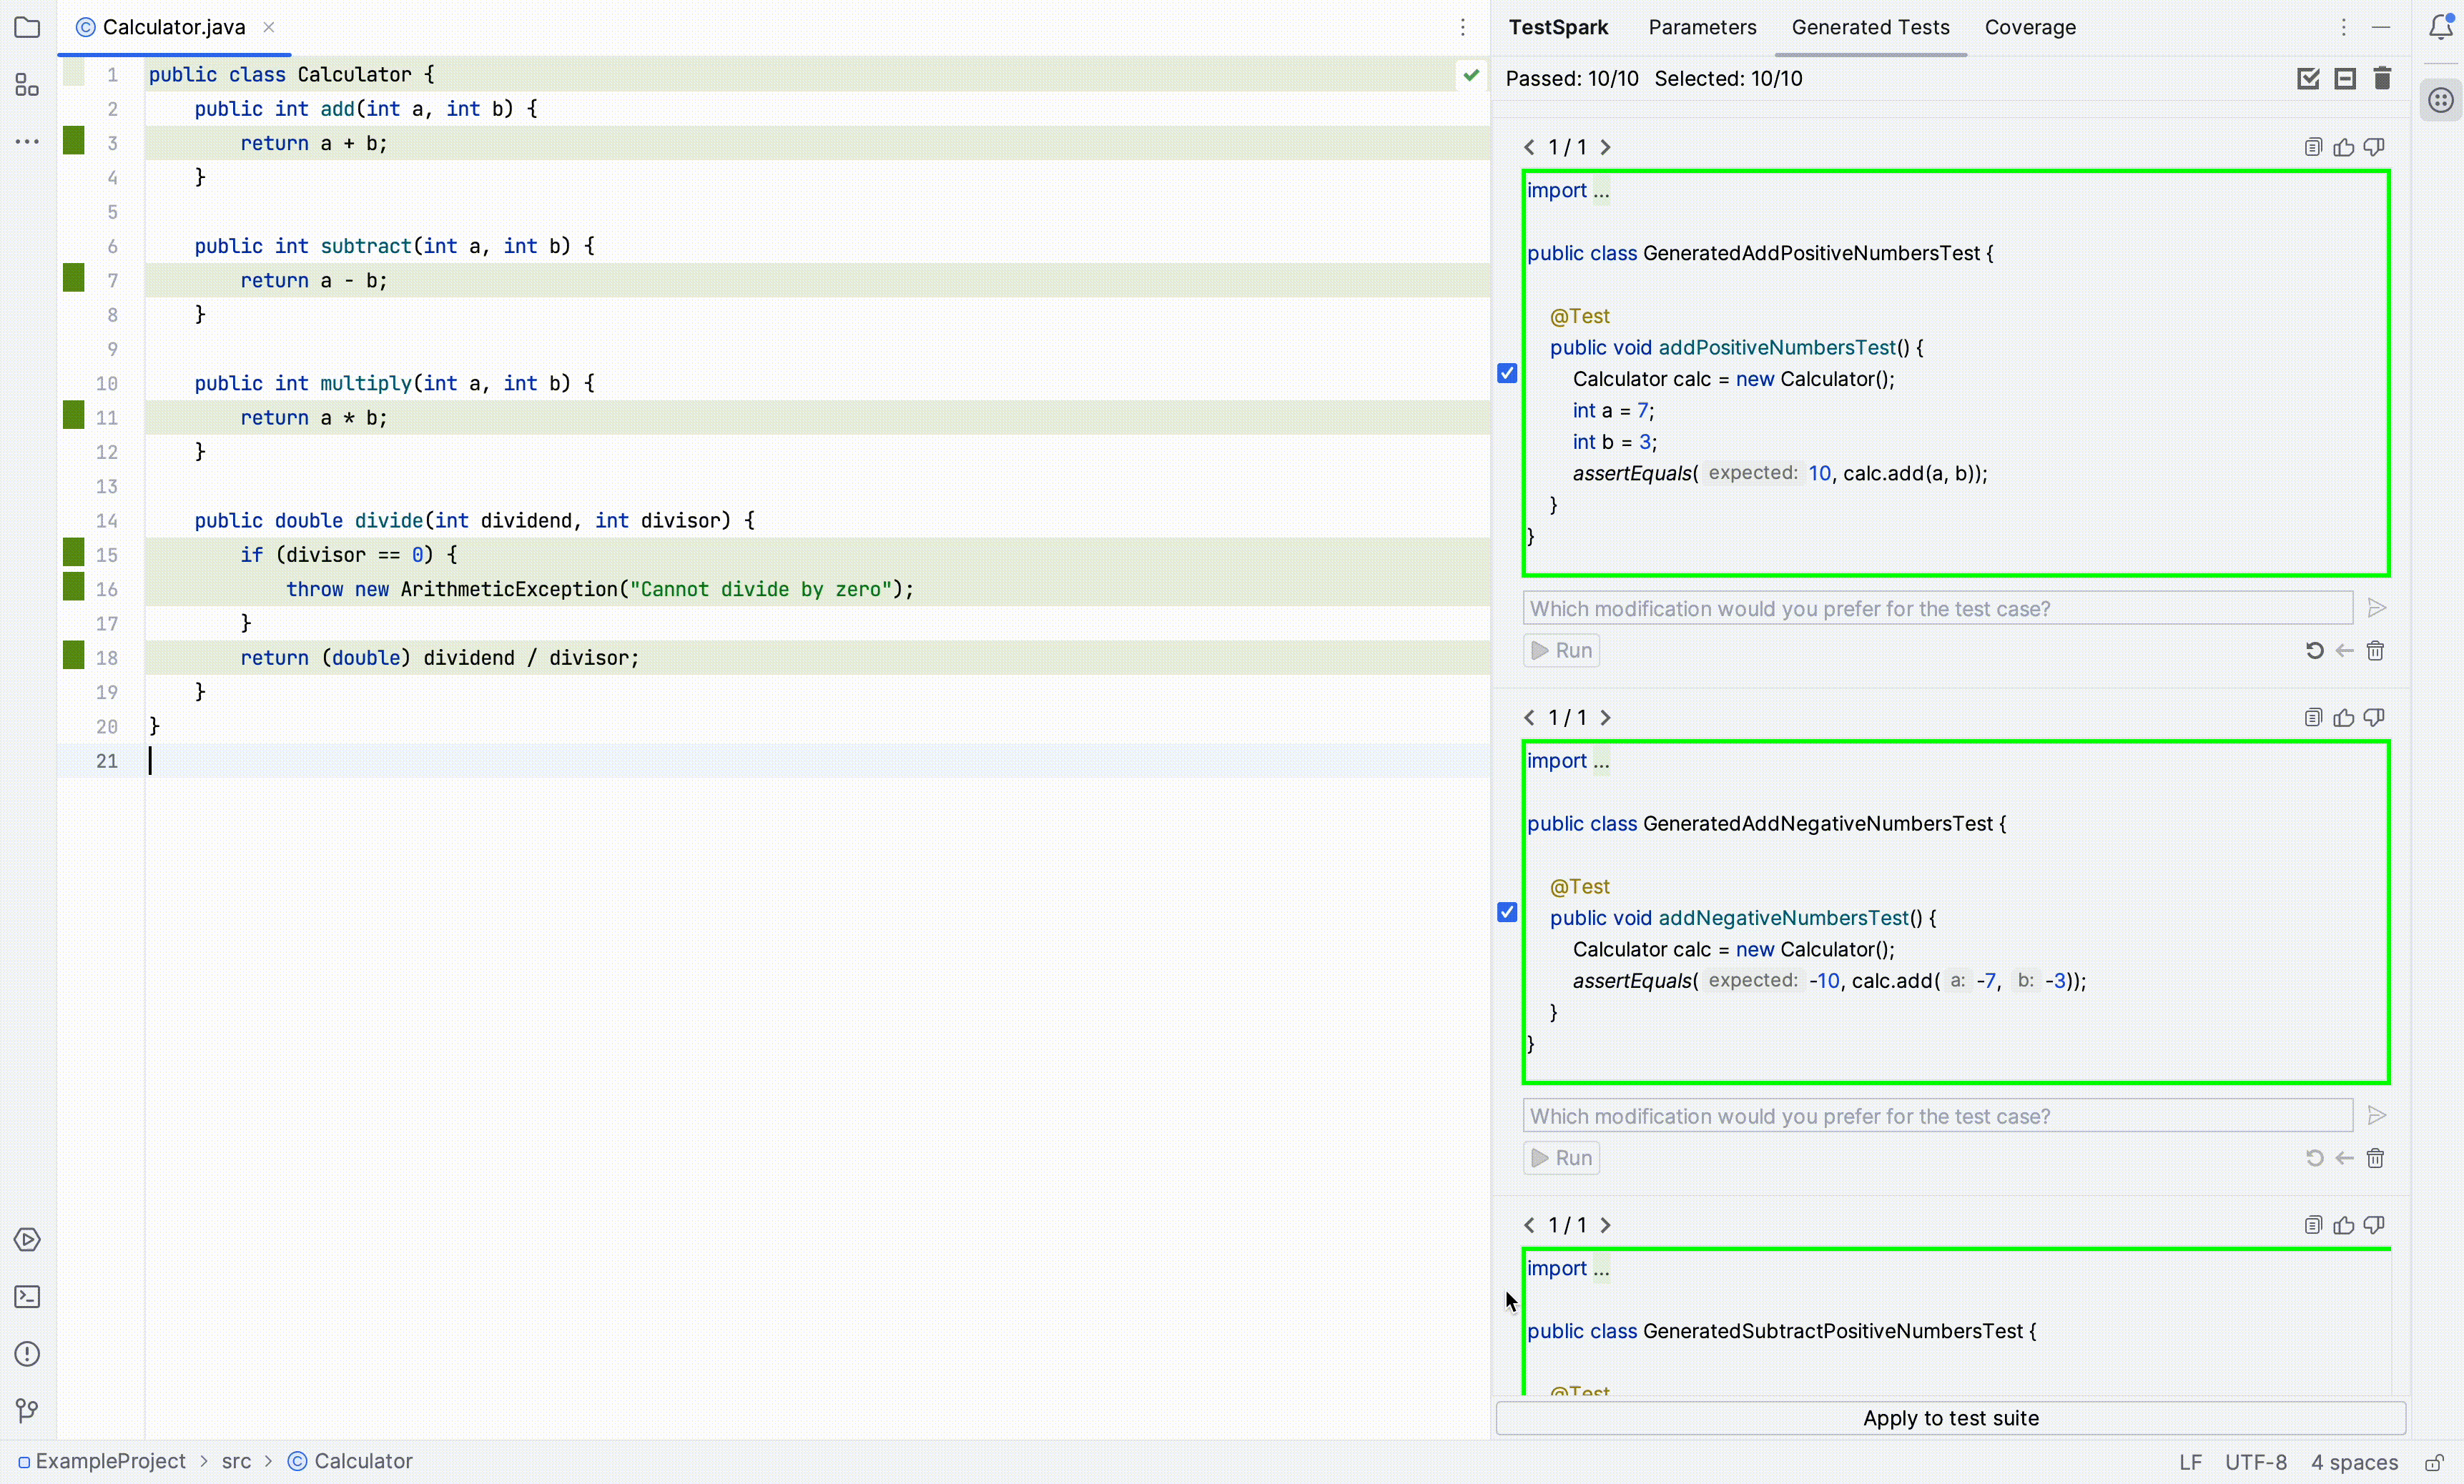 Calculator.java
1 public class Calculator {
2 public int add(int a, int b) {
3 return a + b;
4 }
5
6 public int subtract(int a, int b) {
7 return a - b;
8 }
9
10 public int multiply(int a, int b) {
11 return a * b;
12 }
13
14 public double divide(int dividend, int divisor) {
15 if (divisor == 0) {
16 throw new ArithmeticException("Cannot divide by zero");
17 }
18 return (double) dividend / divisor;
19 }
20 }
21
TestSpark Parameters Generated Tests Coverage
Passed: 10/10 Selected: 10/10
1 / 1
import ...
public class GeneratedAddPositiveNumbersTest {
@Test
public void addPositiveNumbersTest() {
Calculator calc = new Calculator();
int a = 7;
int b = 3;
assertEquals( expected: 10, calc.add(a, b));
}
}
Which modification would you prefer for the test case?
Run
1 / 1
import ...
public class GeneratedAddNegativeNumbersTest {
@Test
public void addNegativeNumbersTest() {
Calculator calc = new Calculator();
assertEquals( expected: -10, calc.add( a: -7, b: -3));
}
}
Which modification would you prefer for the test case?
Run
1 / 1
import ...
public class GeneratedSubtractPositiveNumbersTest {
@Test
Apply to test suite
ExampleProject > src > Calculator
LF UTF-8 4 spaces